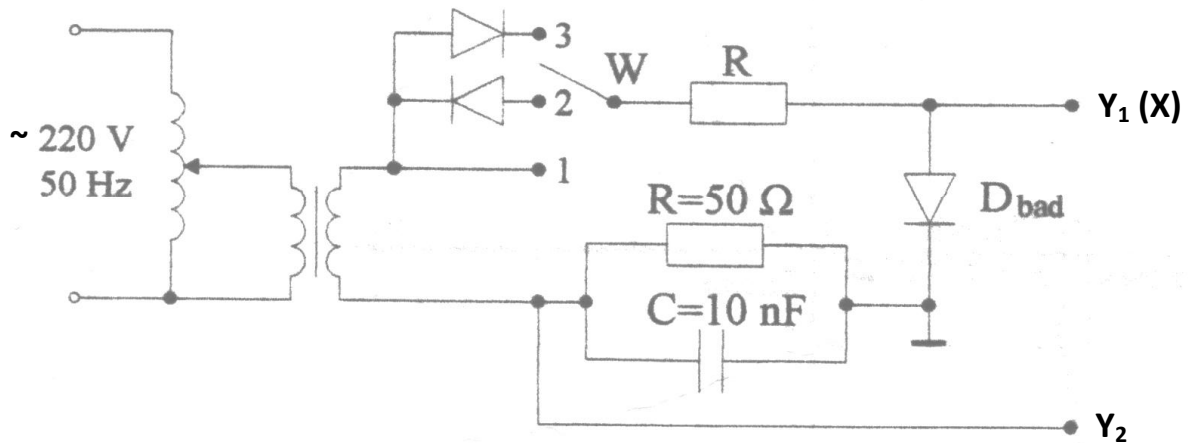 3
W
R
Y₁ (X)
2
~ 220 V
50 Hz
1
R=50 Ω
D_bad
C=10 nF
Y₂